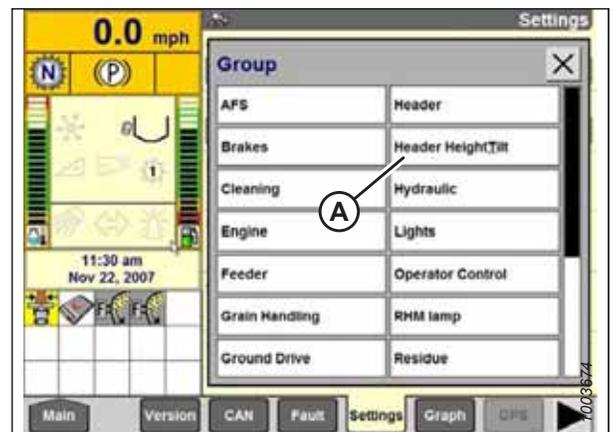 0.0 mph
Settings
N
(P)
Group
X
AFS
Header
Brakes
Header Height/Tilt
Cleaning
Hydraulic
A
Engine
Lights
Feeder
Operator Control
Grain Handling
RHM lamp
Ground Drive
Residue
1
11:30 am
Nov 22, 2007
Main
Version
CAN
Fault
Settings
Graph
GPS
1003674